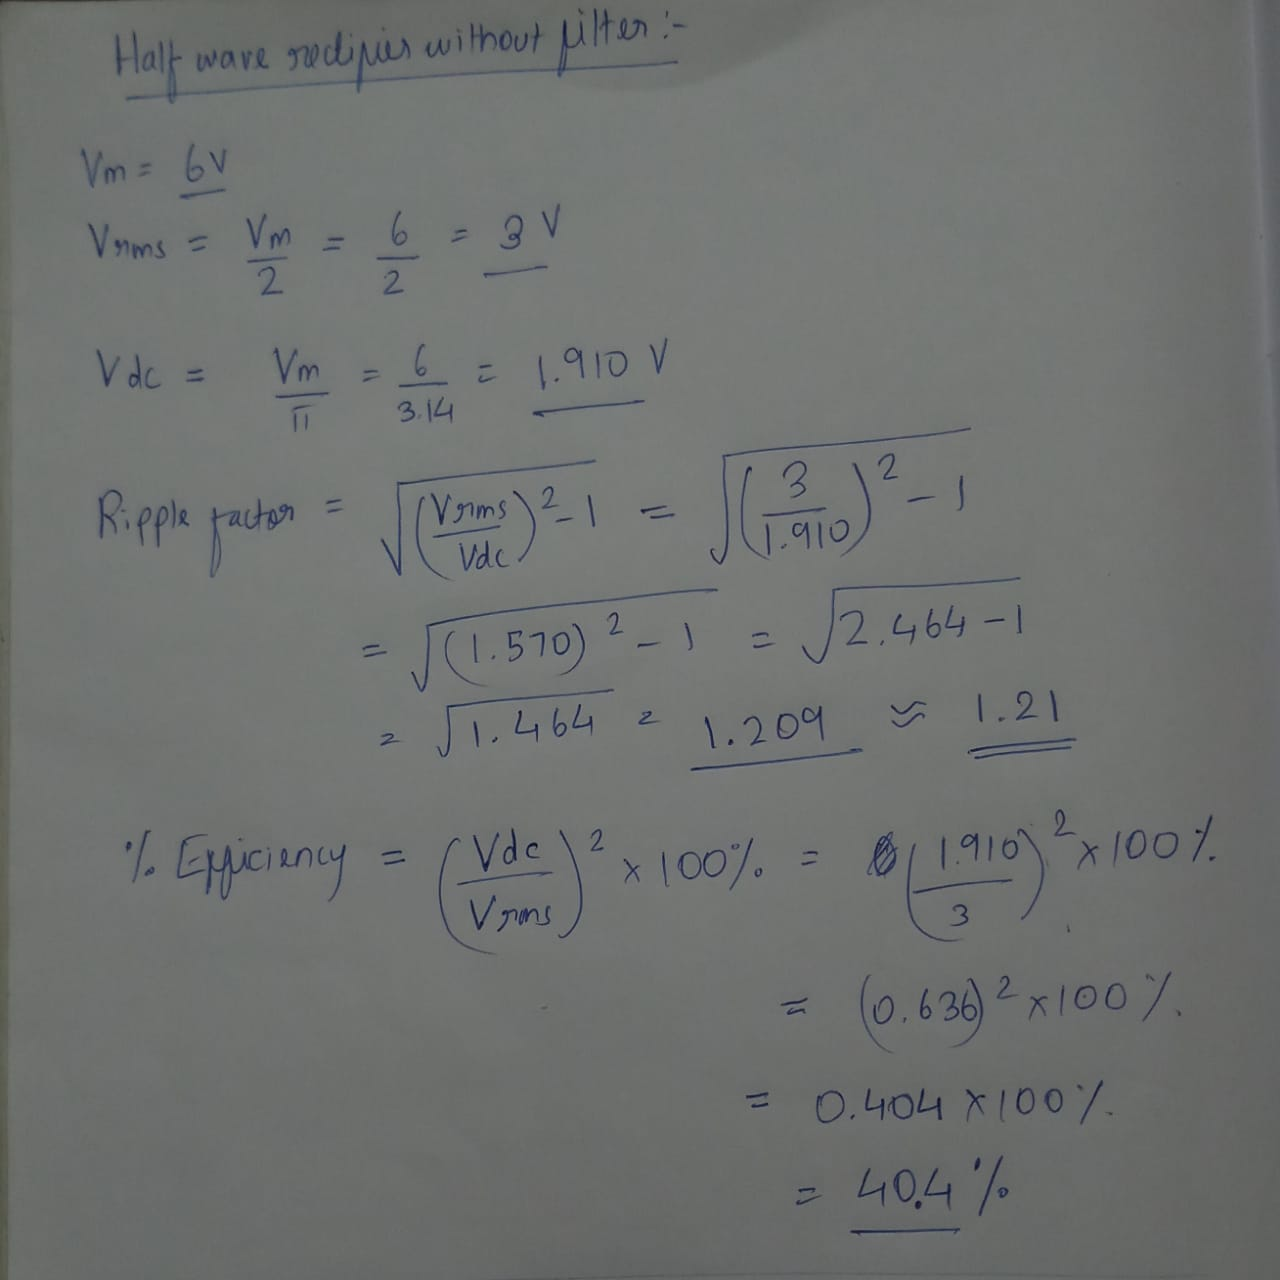 Half wave rectifier without filter :-
Vm = 6V
Vrms = Vm/2 = 6/2 = 3 V
Vdc = Vm/π = 6/3.14 = 1.910 V
Ripple factor = √((Vrms/Vdc)² - 1) = √((3/1.910)² - 1)
= √((1.570)² - 1) = √(2.464 - 1)
= √1.464 = 1.209 ≈ 1.21
% Efficiency = (Vdc/Vrms)² × 100% = (1.910/3)² × 100%
= (0.636)² × 100%
= 0.404 × 100%
= 40.4%